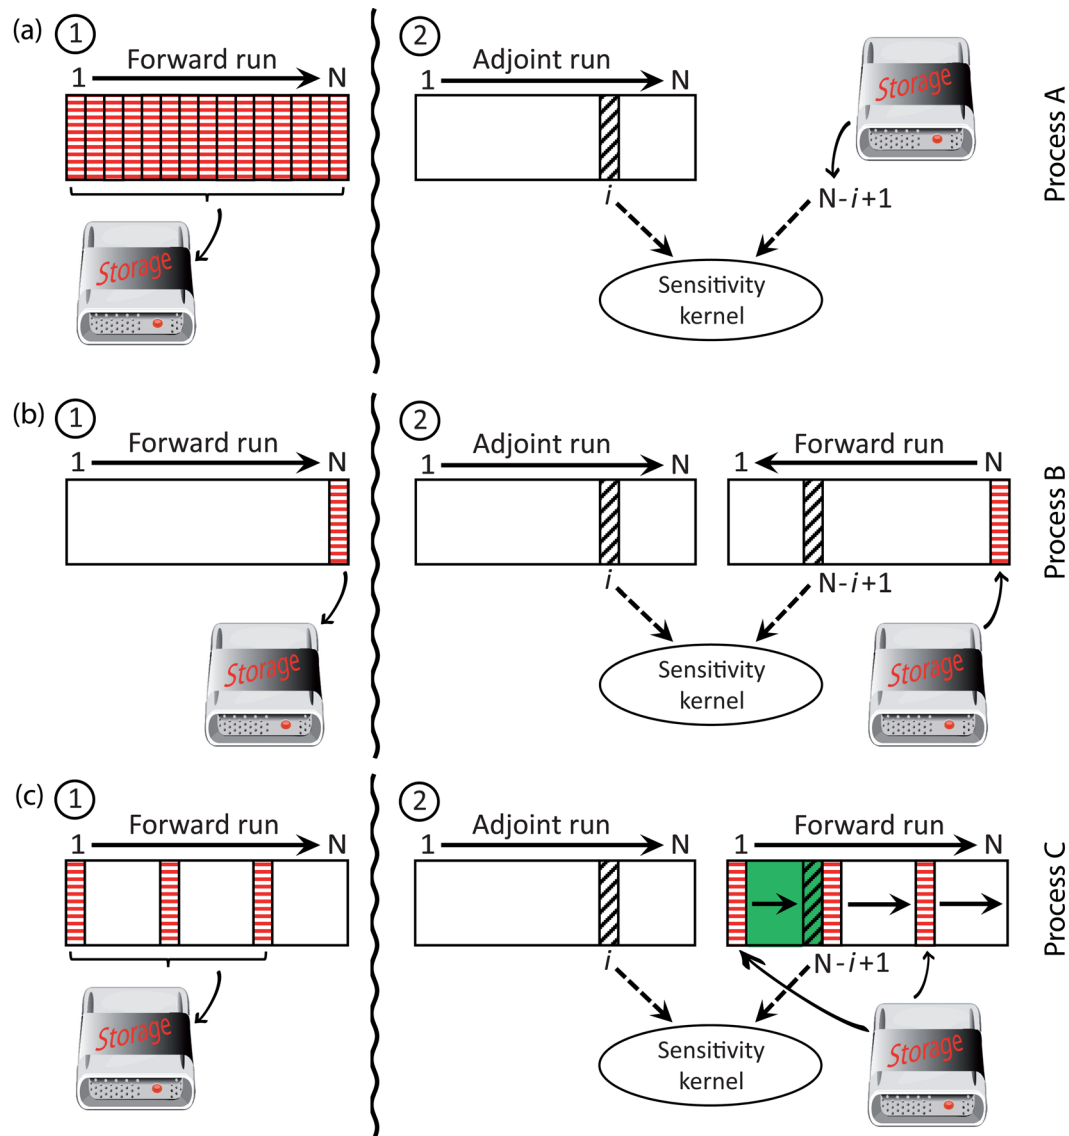 (a) 1 2
Forward run
1 N
Adjoint run
1 N
Storage
Storage
i
N-i+1
Sensitivity
kernel
Process A
(b) 1 2
Forward run
1 N
Adjoint run
1 N
Forward run
1 N
i
N-i+1
Storage
Storage
Sensitivity
kernel
Process B
(c) 1 2
Forward run
1 N
Adjoint run
1 N
Forward run
1 N
i
N-i+1
Storage
Storage
Sensitivity
kernel
Process C